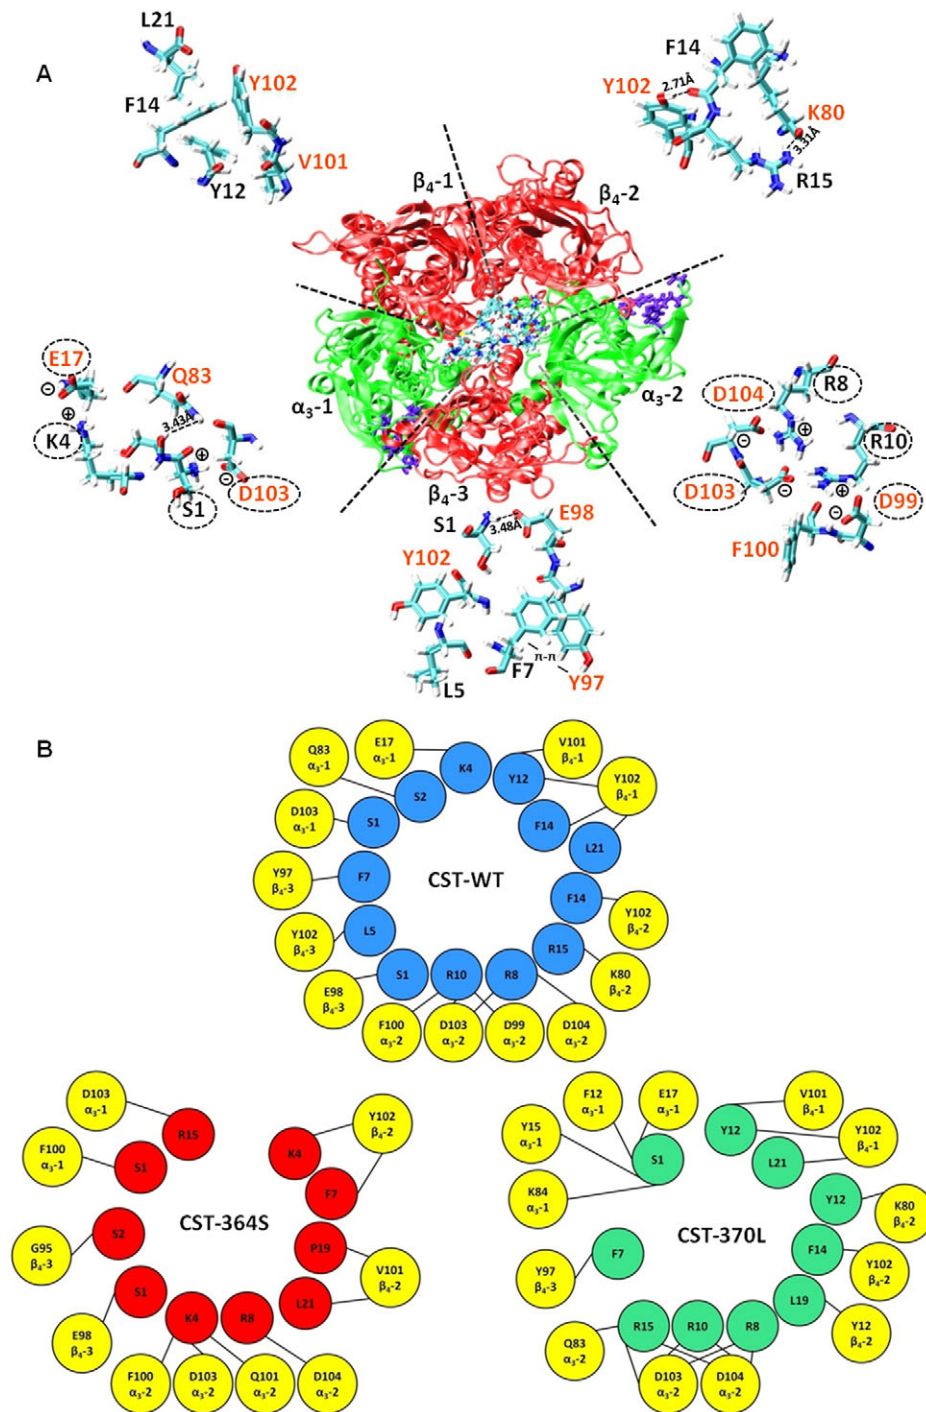 A
L21
Y102
F14
V101
Y12
F14
Y102
2.71Å
K80
3.31Å
R15
β₄-1
β₄-2
E17
⊖
Q83
⊕
3.43Å
K4
⊕
⊖
S1
D103
α₃-1
α₃-2
β₄-3
D104
R8
⊖
⊕
R10
D103
⊖
⊕
D99
⊖
F100
S1
3.48Å
E98
Y102
π-π
L5
F7
Y97
B
Q83
α₃-1
E17
α₃-1
K4
V101
β₄-1
Y12
Y102
β₄-1
S2
D103
α₃-1
S1
F14
L21
Y97
β₄-3
F7
CST-WT
F14
Y102
β₄-2
Y102
β₄-3
L5
R15
K80
β₄-2
E98
β₄-3
S1
R10
R8
F100
α₃-2
D103
α₃-2
D99
α₃-2
D104
α₃-2
D103
α₃-1
R15
F100
α₃-1
S1
K4
Y102
β₄-2
F7
CST-364S
G95
β₄-3
S2
P19
V101
β₄-2
S1
L21
E98
β₄-3
K4
R8
F100
α₃-2
D103
α₃-2
Q101
α₃-2
D104
α₃-2
F12
α₃-1
E17
α₃-1
Y15
α₃-1
S1
K84
α₃-1
V101
β₄-1
Y12
Y102
β₄-1
L21
Y12
K80
β₄-2
CST-370L
F14
Y102
β₄-2
Y97
β₄-3
F7
L19
Y12
β₄-2
Q83
α₃-2
R15
R10
R8
D103
α₃-2
D104
α₃-2